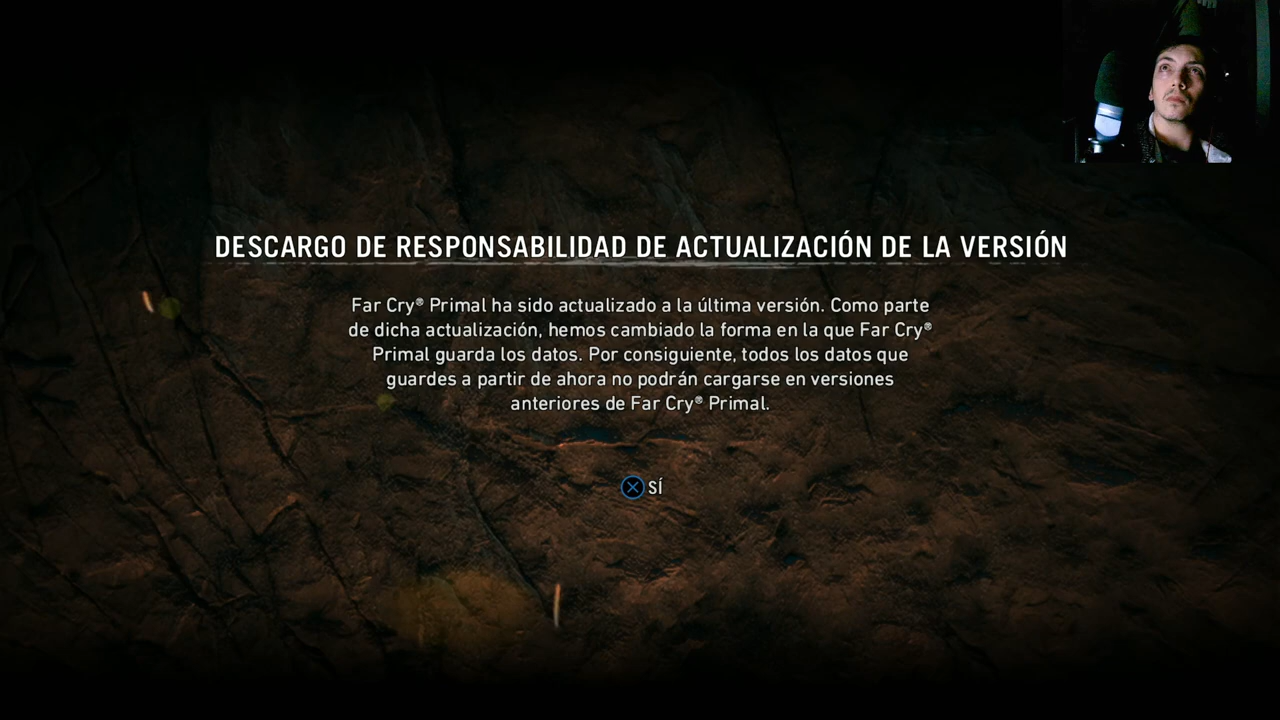 DESCARGO DE RESPONSABILIDAD DE ACTUALIZACIÓN DE LA VERSIÓN
Far Cry® Primal ha sido actualizado a la última versión. Como parte
de dicha actualización, hemos cambiado la forma en la que Far Cry®
Primal guarda los datos. Por consiguiente, todos los datos que
guardes a partir de ahora no podrán cargarse en versiones
anteriores de Far Cry® Primal.
SÍ